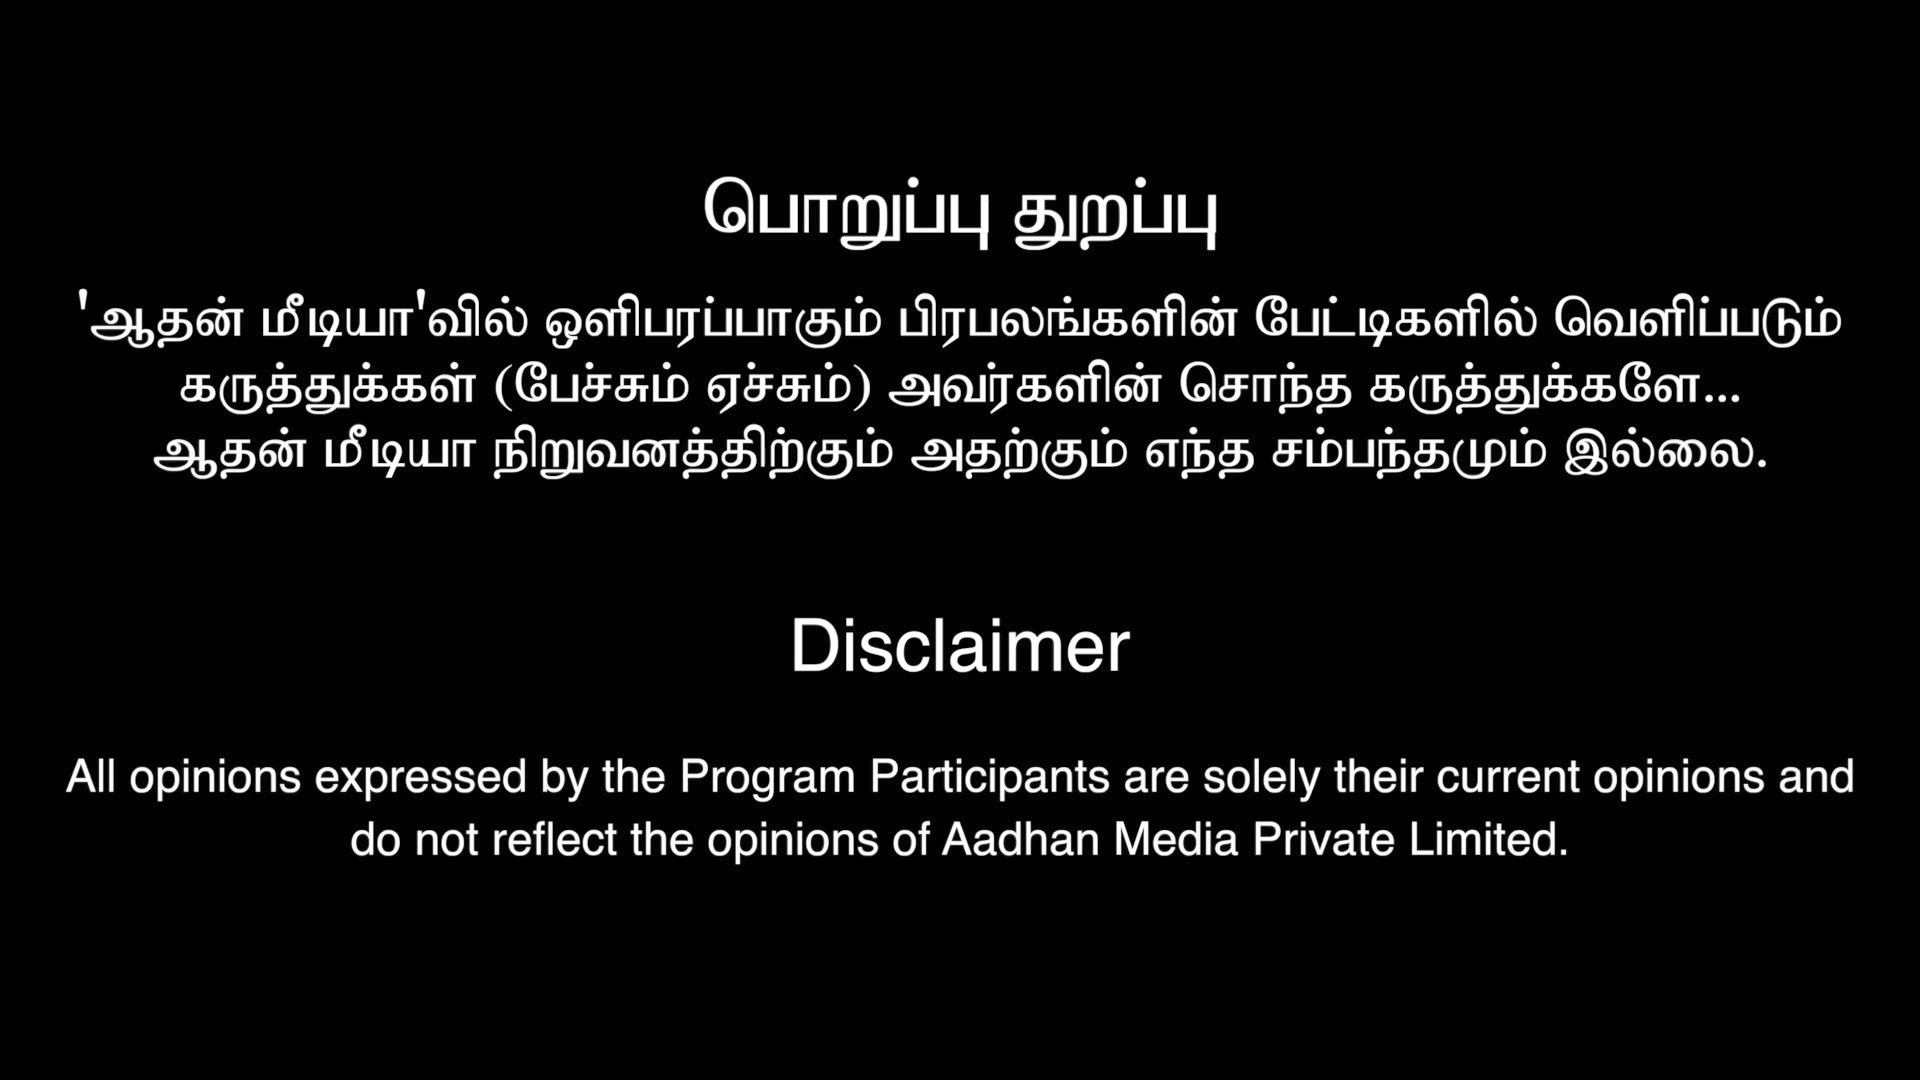 பொறுப்பு துறப்பு
'ஆதன் மீடியா'வில் ஒளிபரப்பாகும் பிரபலங்களின் பேட்டிகளில் வெளிப்படும்
கருத்துக்கள் (பேச்சும் ஏச்சும்) அவர்களின் சொந்த கருத்துக்களே...
ஆதன் மீடியா நிறுவனத்திற்கும் அதற்கும் எந்த சம்பந்தமும் இல்லை.
Disclaimer
All opinions expressed by the Program Participants are solely their current opinions and
do not reflect the opinions of Aadhan Media Private Limited.